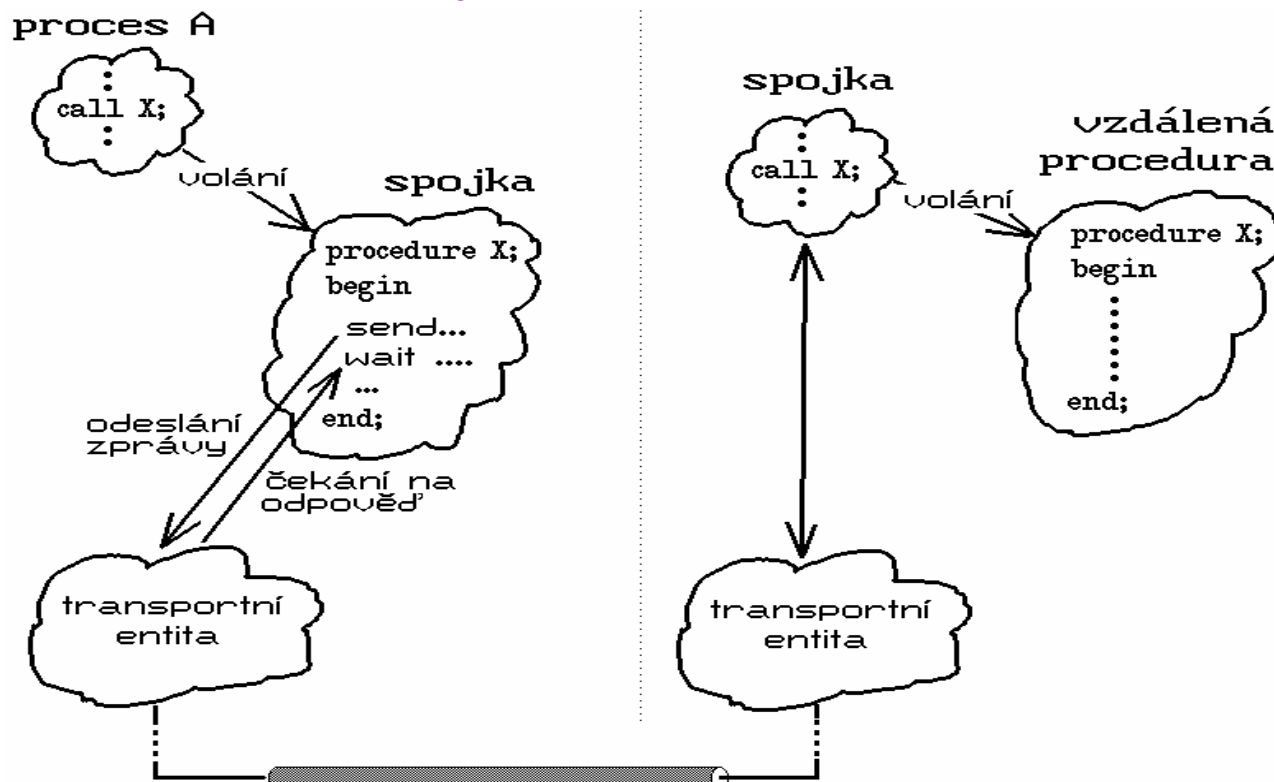 proces A
call X;
volání
spojka
procedure X;
begin
send...
wait ....
...
end;
odeslání
zprávy
čekání na
odpověď
transportní
entita
spojka
call X;
volání
vzdálená
procedura
procedure X;
begin
end;
transportní
entita